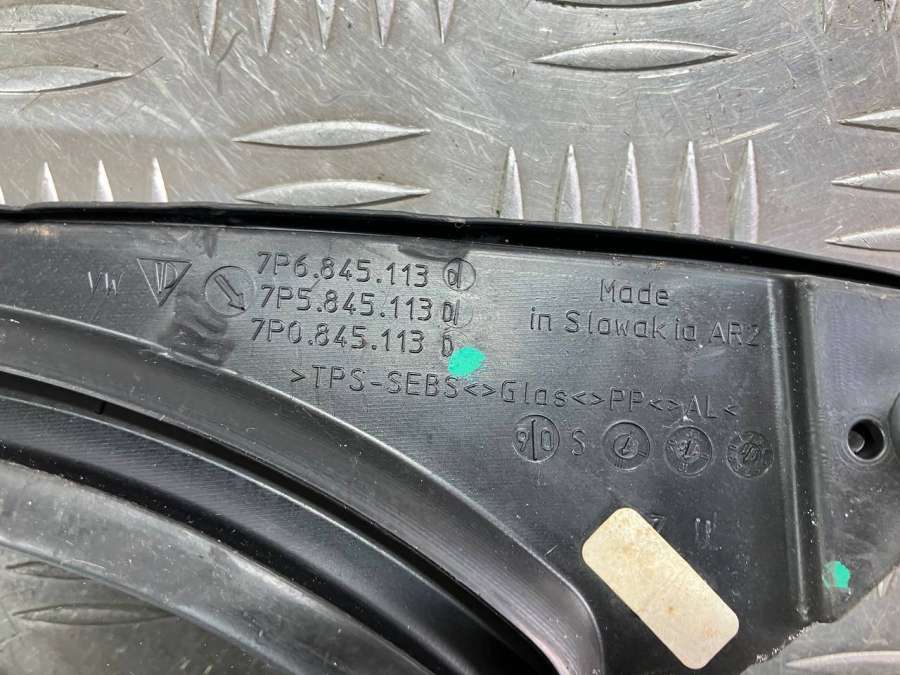 VW
7P6.845.113 D
7P5.845.113 D
7P0.845.113 D
Made
in Slowakia AR2
>TPS-SEBS<>Glas<>PP<>AL<
90 S